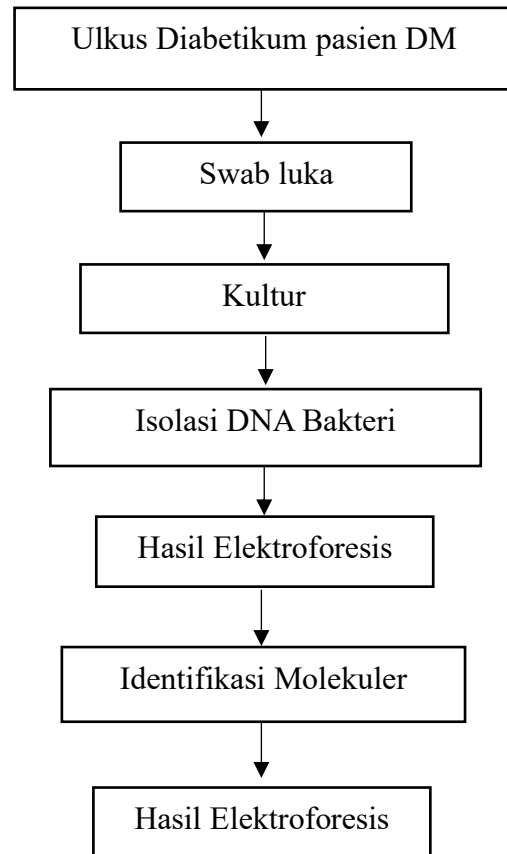 Ulkus Diabetikum pasien DM
Swab luka
Kultur
Isolasi DNA Bakteri
Hasil Elektroforesis
Identifikasi Molekuler
Hasil Elektroforesis